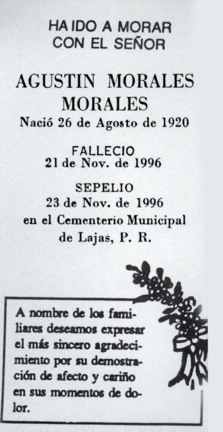 HA IDO A MORAR
CON EL SEÑOR
AGUSTIN MORALES
MORALES
Nació 26 de Agosto de 1920
FALLECIO
21 de Nov. de 1996
SEPELIO
23 de Nov. de 1996
en el Cementerio Municipal
de Lajas, P. R.
A nombre de los fami-
liares deseamos expresar
el más sincero agradeci-
miento por su demostra-
ción de afecto y cariño
en sus momentos de do-
lor.